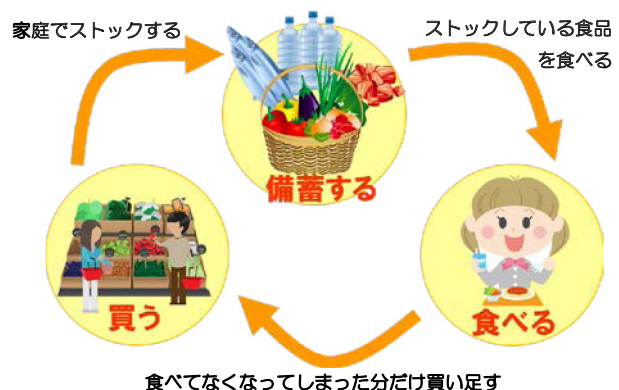 家庭でストックする
ストックしている食品
を食べる
備蓄する
買う
食べる
食べてなくなってしまった分だけ買い足す